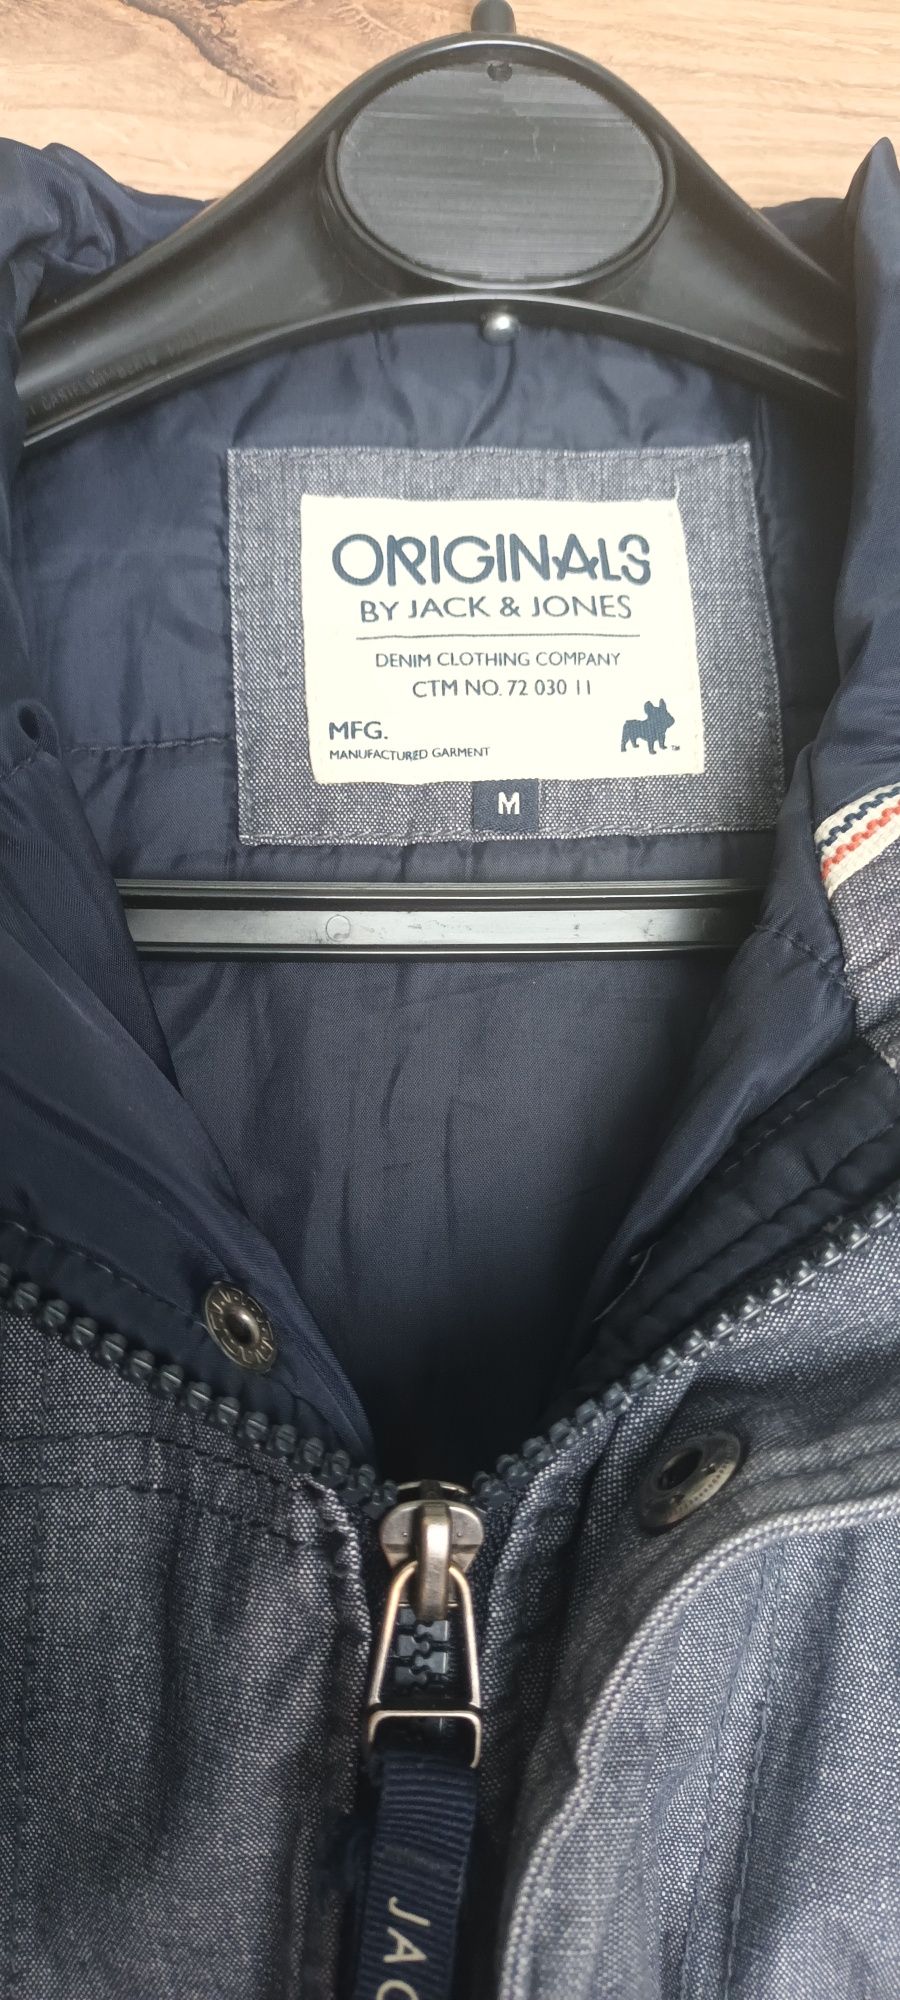 ORIGINALS
BY JACK & JONES
DENIM CLOTHING COMPANY
CTM NO. 72 030 11
MFG.
MANUFACTURED GARMENT
M
JAC